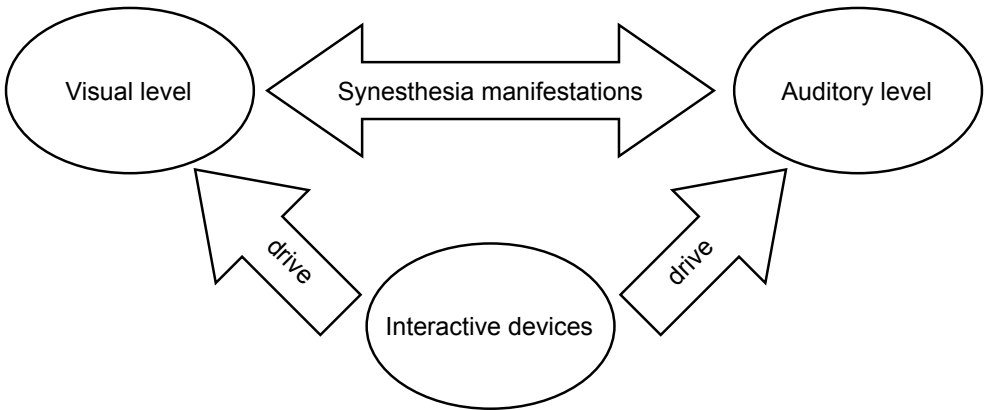 Visual level
Synesthesia manifestations
Auditory level
drive
drive
Interactive devices